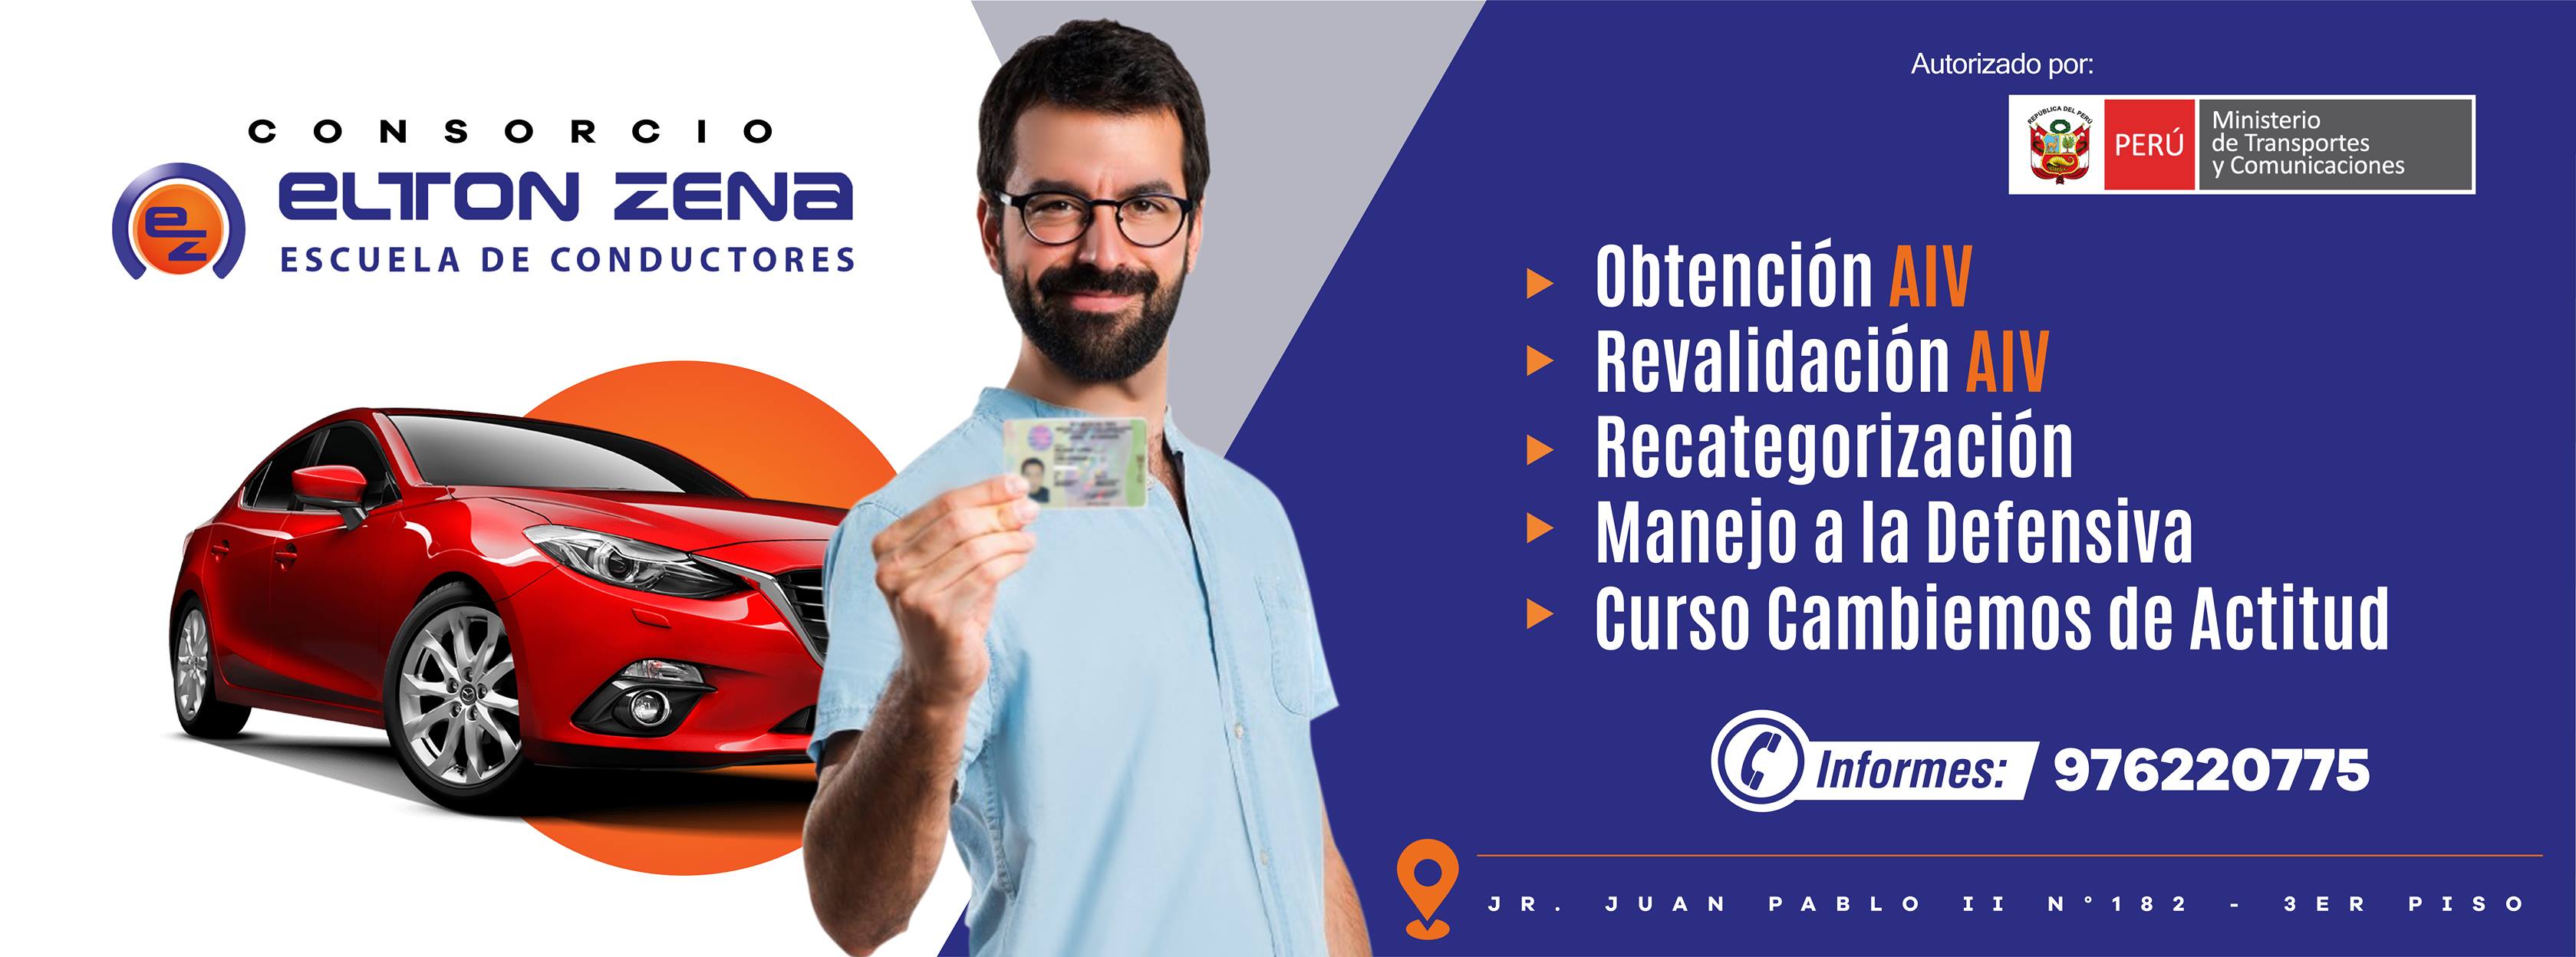 CONSORCIO
ez
ELTON ZENA
ESCUELA DE CONDUCTORES
Autorizado por:
REPÚBLICA DEL PERÚ
PERÚ
Ministerio
de Transportes
y Comunicaciones
Obtención AIV
Revalidación AIV
Recategorización
Manejo a la Defensiva
Curso Cambiemos de Actitud
Informes: 976220775
JR. JUAN PABLO II N°182 - 3ER PISO